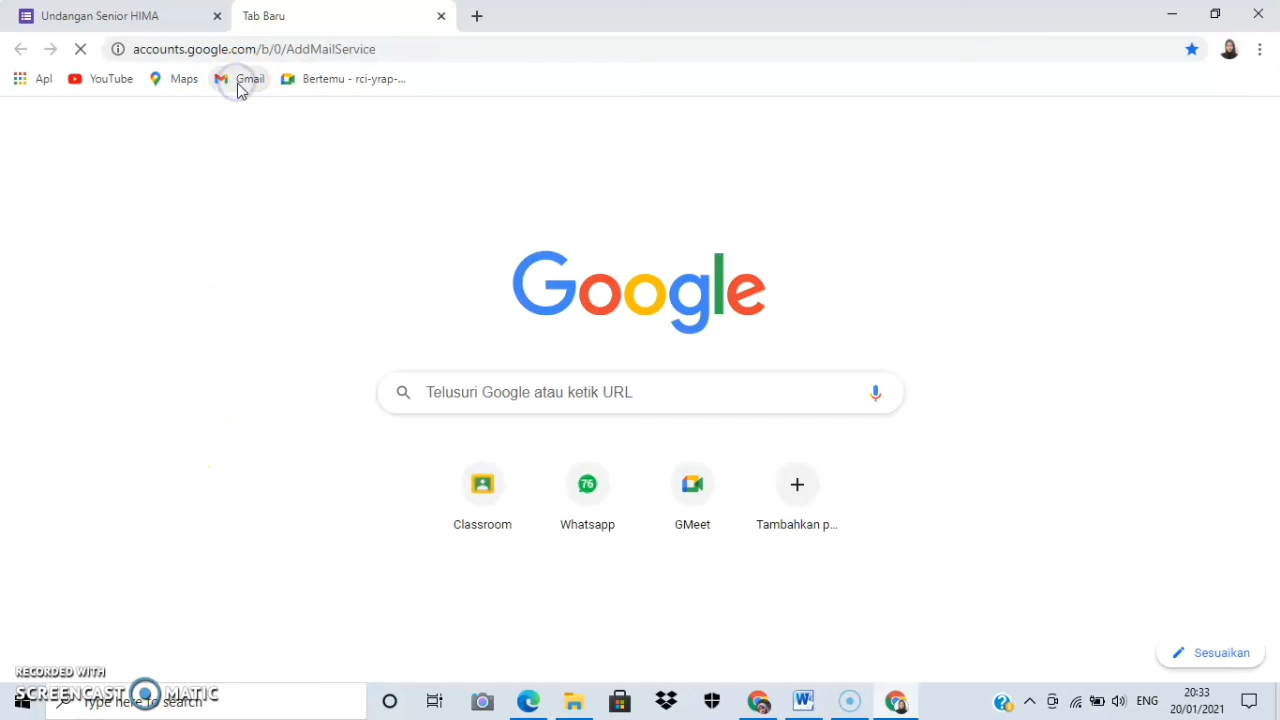 Undangan Senior HIMA
Tab Baru
accounts.google.com/b/0/AddMailService
Apl
YouTube
Maps
Gmail
Bertemu - rci-yrap-...
Google
Telusuri Google atau ketik URL
76
Classroom
Whatsapp
GMeet
Tambahkan p...
Sesuaikan
RECORDED WITH
SCREENCAST MATIC
Type here to search
ENG
20:33
20/01/2021